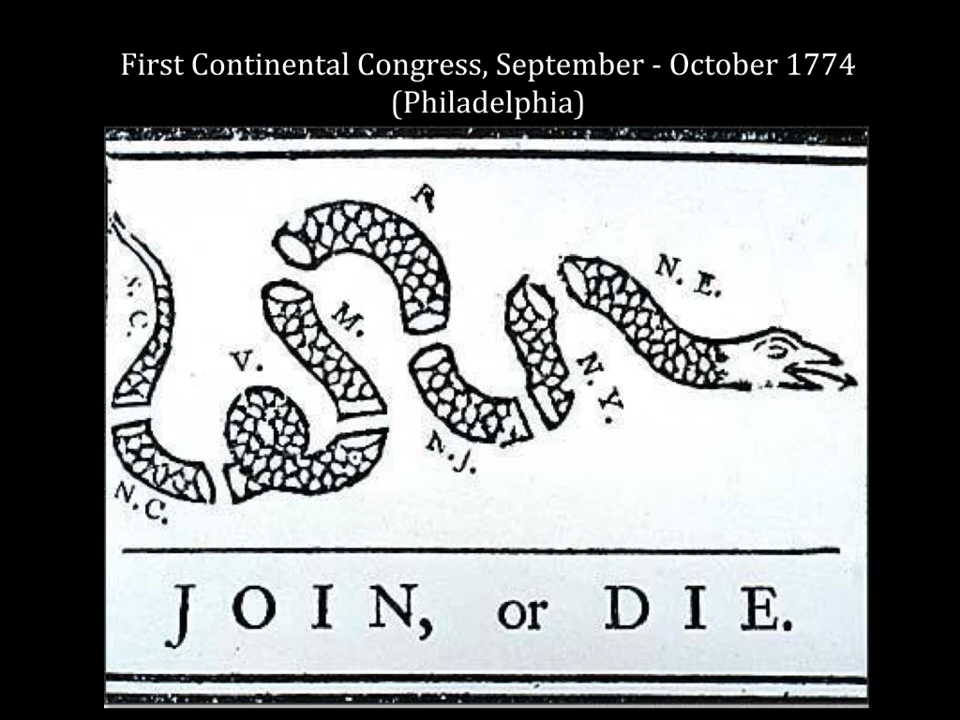 First Continental Congress, September - October 1774
(Philadelphia)
R
N. E.
C.
M.
V.
N. Y.
N. J.
N. C.
JOIN, or DIE.